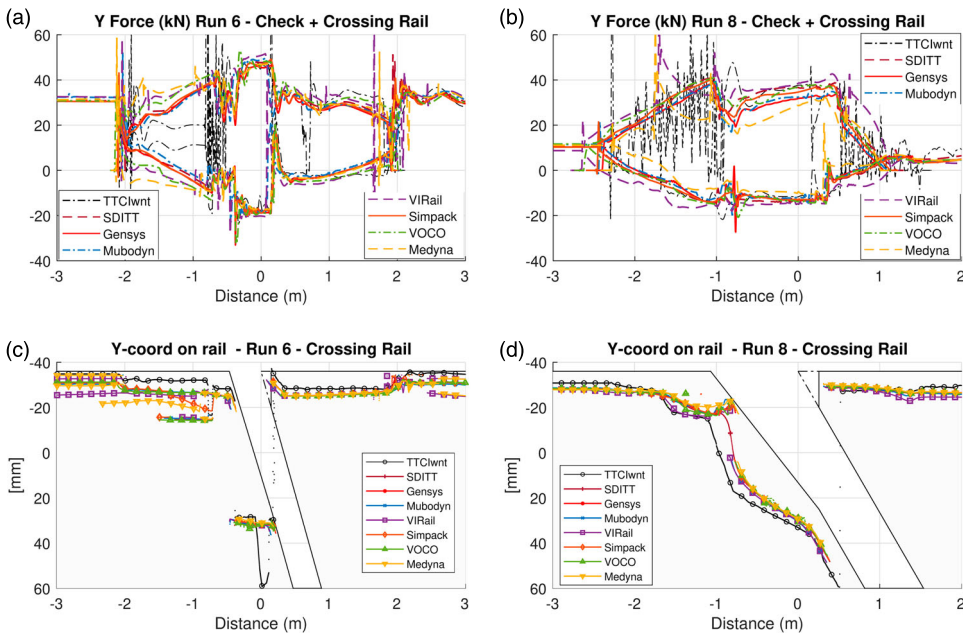 (a)
Y Force (kN) Run 6 - Check + Crossing Rail
60
40
20
0
-20
-40
-3
-2
-1
0
1
2
3
Distance (m)
TTCIwnt
SDITT
Gensys
Mubodyn
VIRail
Simpack
VOCO
Medyna
(b)
Y Force (kN) Run 8 - Check + Crossing Rail
60
40
20
0
-20
-40
-3
-2
-1
0
1
2
Distance (m)
TTCIwnt
SDITT
Gensys
Mubodyn
VIRail
Simpack
VOCO
Medyna
(c)
Y-coord on rail - Run 6 - Crossing Rail
[mm]
-40
-20
0
20
40
60
-3
-2
-1
0
1
2
3
Distance (m)
TTCIwnt
SDITT
Gensys
Mubodyn
VIRail
Simpack
VOCO
Medyna
(d)
Y-coord on rail - Run 8 - Crossing Rail
[mm]
-40
-20
0
20
40
60
-3
-2
-1
0
1
2
Distance (m)
TTCIwnt
SDITT
Gensys
Mubodyn
VIRail
Simpack
VOCO
Medyna